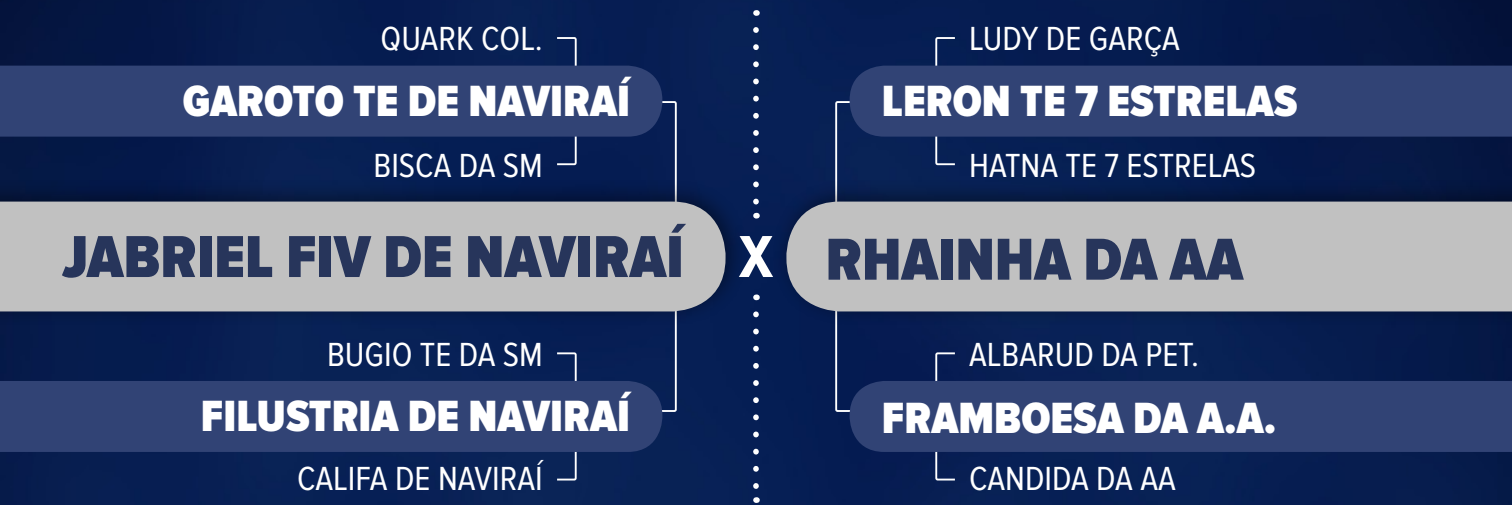 QUARK COL.
GAROTO TE DE NAVIRAÍ
BISCA DA SM
JABRIEL FIV DE NAVIRAÍ
BUGIO TE DA SM
FILUSTRIA DE NAVIRAÍ
CALIFA DE NAVIRAÍ
X
LUDY DE GARÇA
LERON TE 7 ESTRELAS
HATNA TE 7 ESTRELAS
RHAINHA DA AA
ALBARUD DA PET.
FRAMBOESA DA A.A.
CANDIDA DA AA